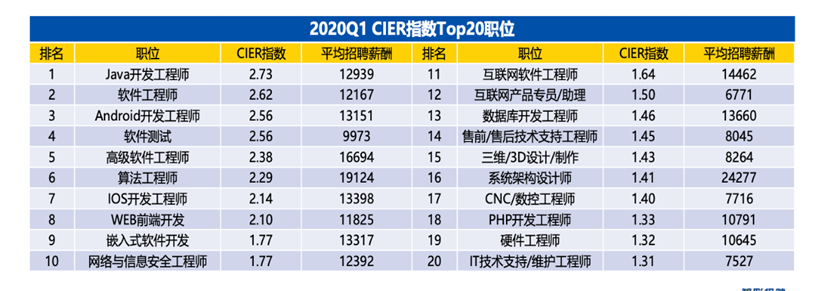 2020Q1 CIER指数Top20职位
排名 职位 CIER指数 平均招聘薪酬 排名 职位 CIER指数 平均招聘薪酬
1 Java开发工程师 2.73 12939 11 互联网软件工程师 1.64 14462
2 软件工程师 2.62 12167 12 互联网产品专员/助理 1.50 6771
3 Android开发工程师 2.56 13151 13 数据库开发工程师 1.46 13660
4 软件测试 2.56 9973 14 售前/售后技术支持工程师 1.45 8045
5 高级软件工程师 2.38 16694 15 三维/3D设计/制作 1.43 8264
6 算法工程师 2.29 19124 16 系统架构设计师 1.41 24277
7 IOS开发工程师 2.14 13398 17 CNC/数控工程师 1.40 7716
8 WEB前端开发 2.10 11825 18 PHP开发工程师 1.33 10791
9 嵌入式软件开发 1.77 13317 19 硬件工程师 1.32 10645
10 网络与信息安全工程师 1.77 12392 20 IT技术支持/维护工程师 1.31 7527